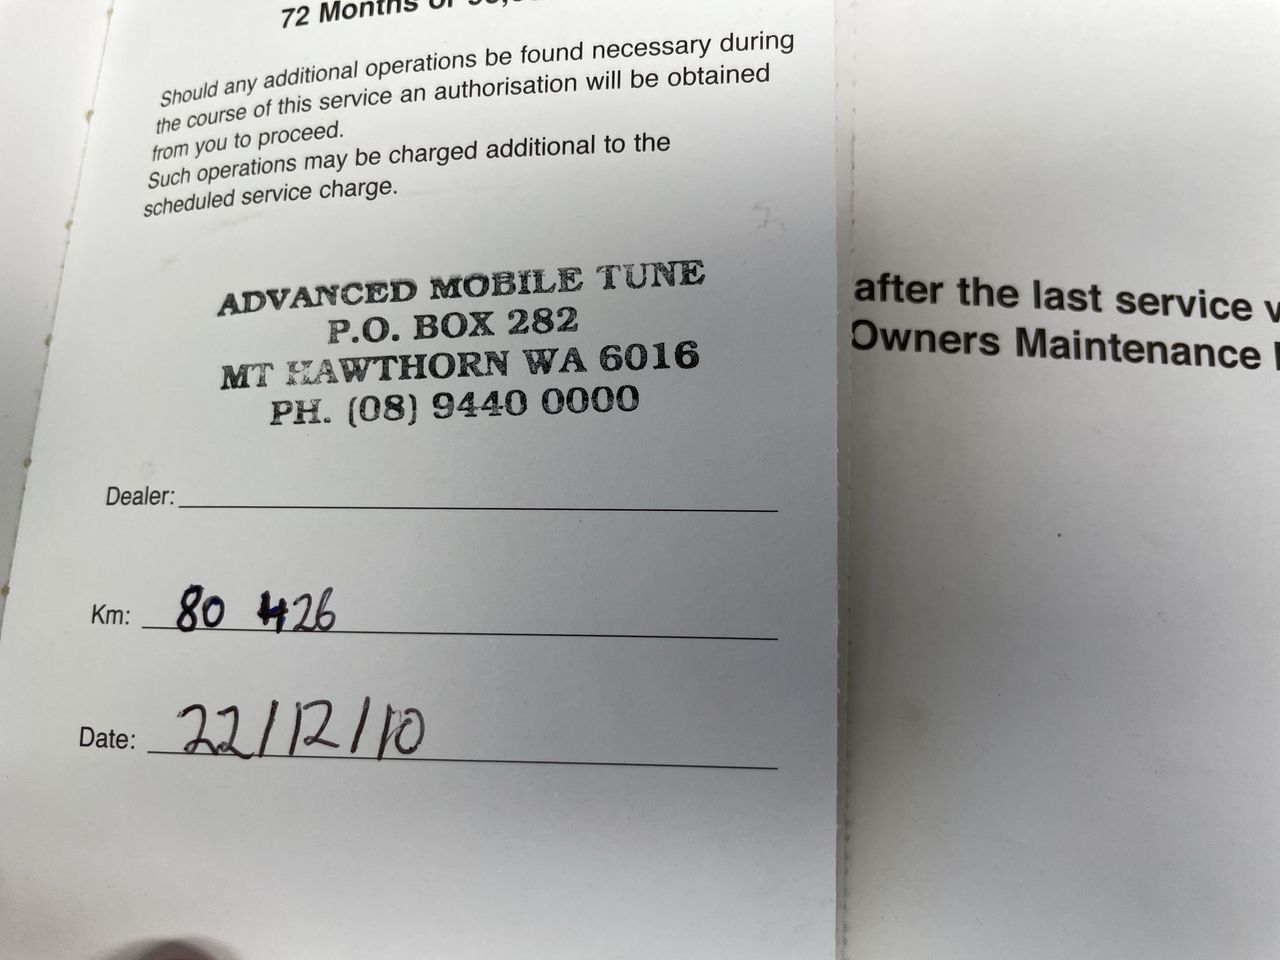 72 Months or
Should any additional operations be found necessary during
the course of this service an authorisation will be obtained
from you to proceed.
Such operations may be charged additional to the
scheduled service charge.
ADVANCED MOBILE TUNE
P.O. BOX 282
MT HAWTHORN WA 6016
PH. (08) 9440 0000
Dealer:
Km: 80 426
Date: 22/12/10
after the last service
Owners Maintenance